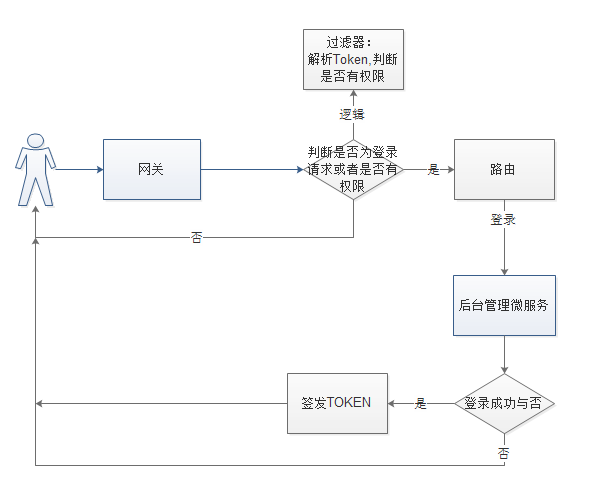 过滤器：
解析Token,判断
是否有权限
逻辑
网关
判断是否为登录
请求或者是否有
权限
是
路由
否
登录
后台管理微服务
签发TOKEN
是
登录成功与否
否